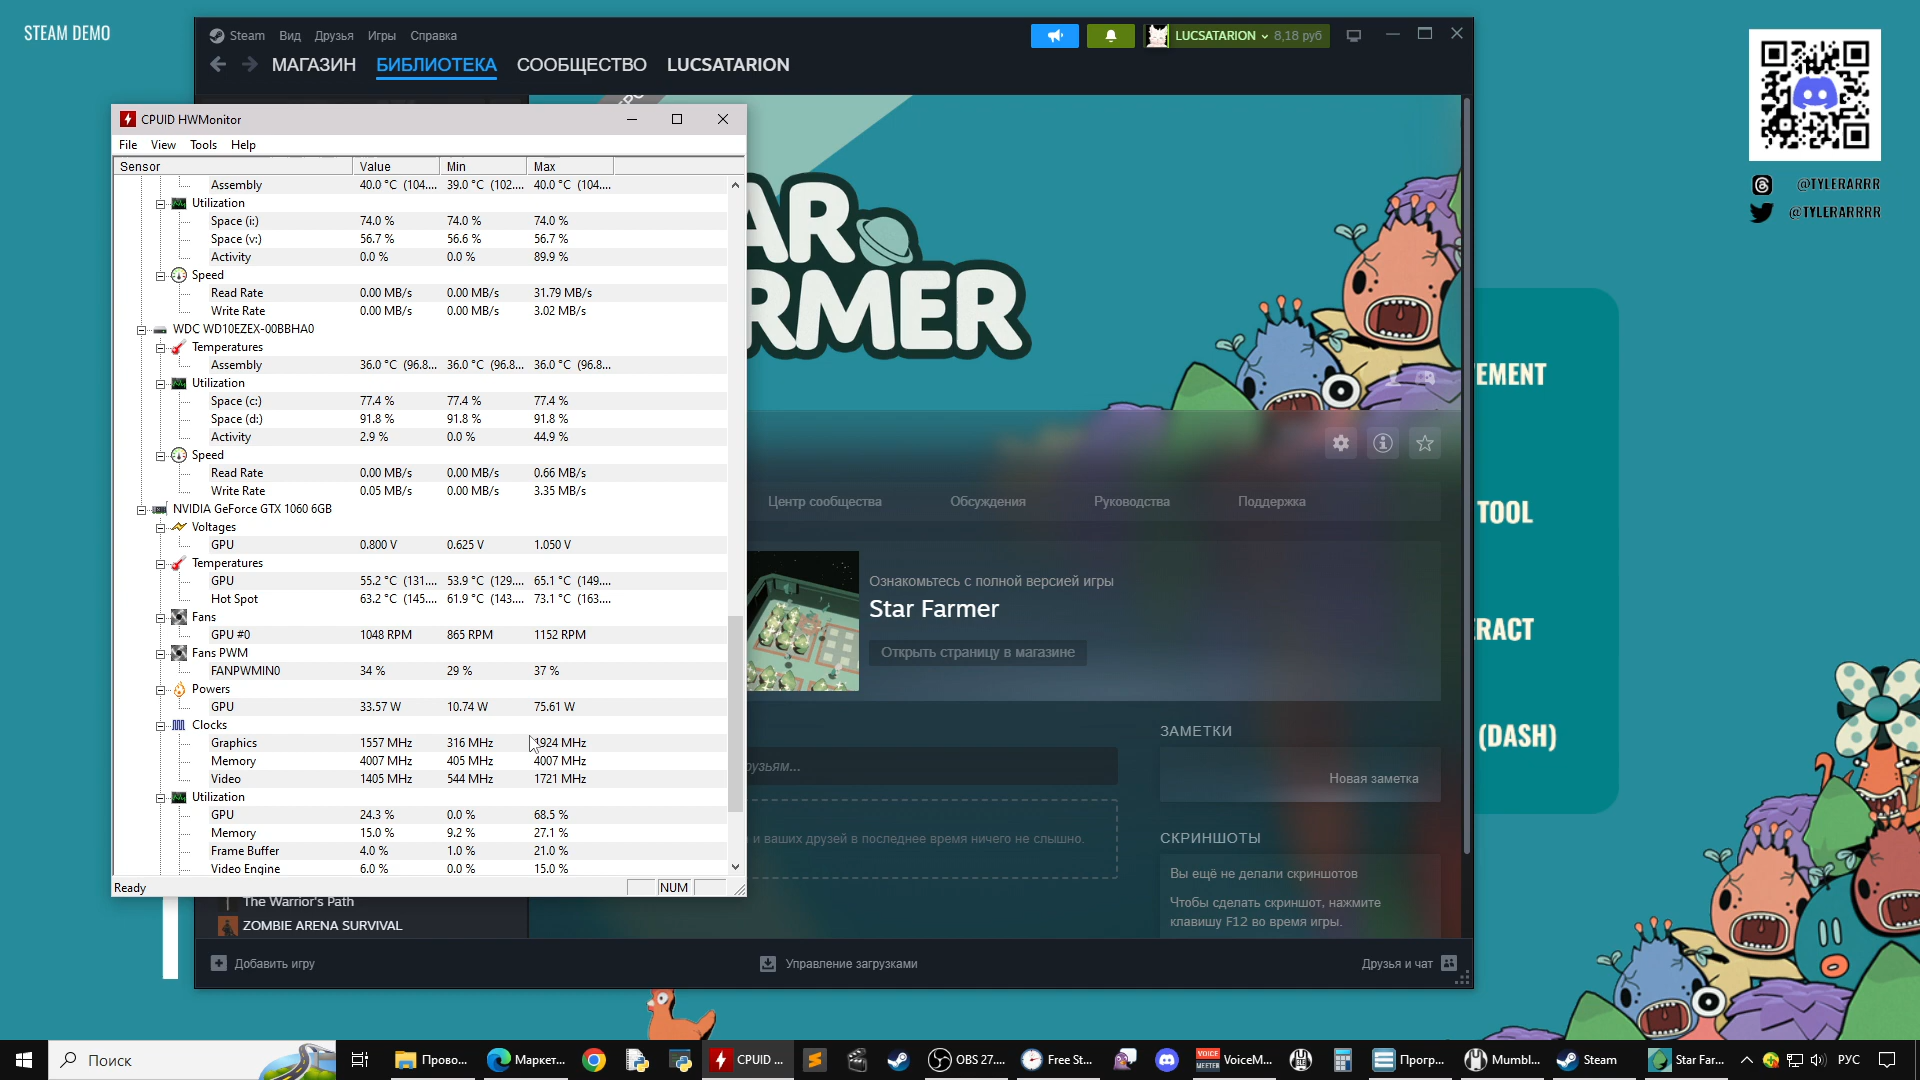 STEAM DEMO
Steam Вид Друзья Игры Справка
LUCSATARION 8,18 руб
МАГАЗИН БИБЛИОТЕКА СООБЩЕСТВО LUCSATARION
@TYLERARRR
@TYLERARRRR
CPUID HWMonitor
File View Tools Help
Sensor Value Min Max
Assembly 40.0 °C (104.... 39.0 °C (102.... 40.0 °C (104....
Utilization
Space (i:) 74.0 % 74.0 % 74.0 %
Space (v:) 56.7 % 56.6 % 56.7 %
Activity 0.0 % 0.0 % 89.9 %
Speed
Read Rate 0.00 MB/s 0.00 MB/s 31.79 MB/s
Write Rate 0.00 MB/s 0.00 MB/s 3.02 MB/s
WDC WD10EZEX-00BBHA0
Temperatures
Assembly 36.0 °C (96.8... 36.0 °C (96.8... 36.0 °C (96.8...
Utilization
Space (c:) 77.4 % 77.4 % 77.4 %
Space (d:) 91.8 % 91.8 % 91.8 %
Activity 2.9 % 0.0 % 44.9 %
Speed
Read Rate 0.00 MB/s 0.00 MB/s 0.66 MB/s
Write Rate 0.05 MB/s 0.00 MB/s 3.35 MB/s
NVIDIA GeForce GTX 1060 6GB
Voltages
GPU 0.800 V 0.625 V 1.050 V
Temperatures
GPU 55.2 °C (131.... 53.9 °C (129.... 65.1 °C (149....
Hot Spot 63.2 °C (145.... 61.9 °C (143.... 73.1 °C (163....
Fans
GPU #0 1048 RPM 865 RPM 1152 RPM
Fans PWM
FANPWMIN0 34 % 29 % 37 %
Powers
GPU 33.57 W 10.74 W 75.61 W
Clocks
Graphics 1557 MHz 316 MHz 1924 MHz
Memory 4007 MHz 405 MHz 4007 MHz
Video 1405 MHz 544 MHz 1721 MHz
Utilization
GPU 24.3 % 0.0 % 68.5 %
Memory 15.0 % 9.2 % 27.1 %
Frame Buffer 4.0 % 1.0 % 21.0 %
Video Engine 6.0 % 0.0 % 15.0 %
Ready NUM
AR
RMER
Центр сообщества Обсуждения Руководства Поддержка
Ознакомьтесь с полной версией игры
Star Farmer
Открыть страницу в магазине
узьям...
и ваших друзей в последнее время ничего не слышно.
ЗАМЕТКИ
Новая заметка
СКРИНШОТЫ
Вы ещё не делали скриншотов
Чтобы сделать скриншот, нажмите
клавишу F12 во время игры.
EMENT
TOOL
RACT
(DASH)
The Warrior's Path
ZOMBIE ARENA SURVIVAL
Добавить игру Управление загрузками Друзья и чат
Поиск Прово... Маркет... CPUID ... OBS 27.... Free St... VOICE MEETER VoiceM... Прогр... Mumbl... Steam Star Far... РУС